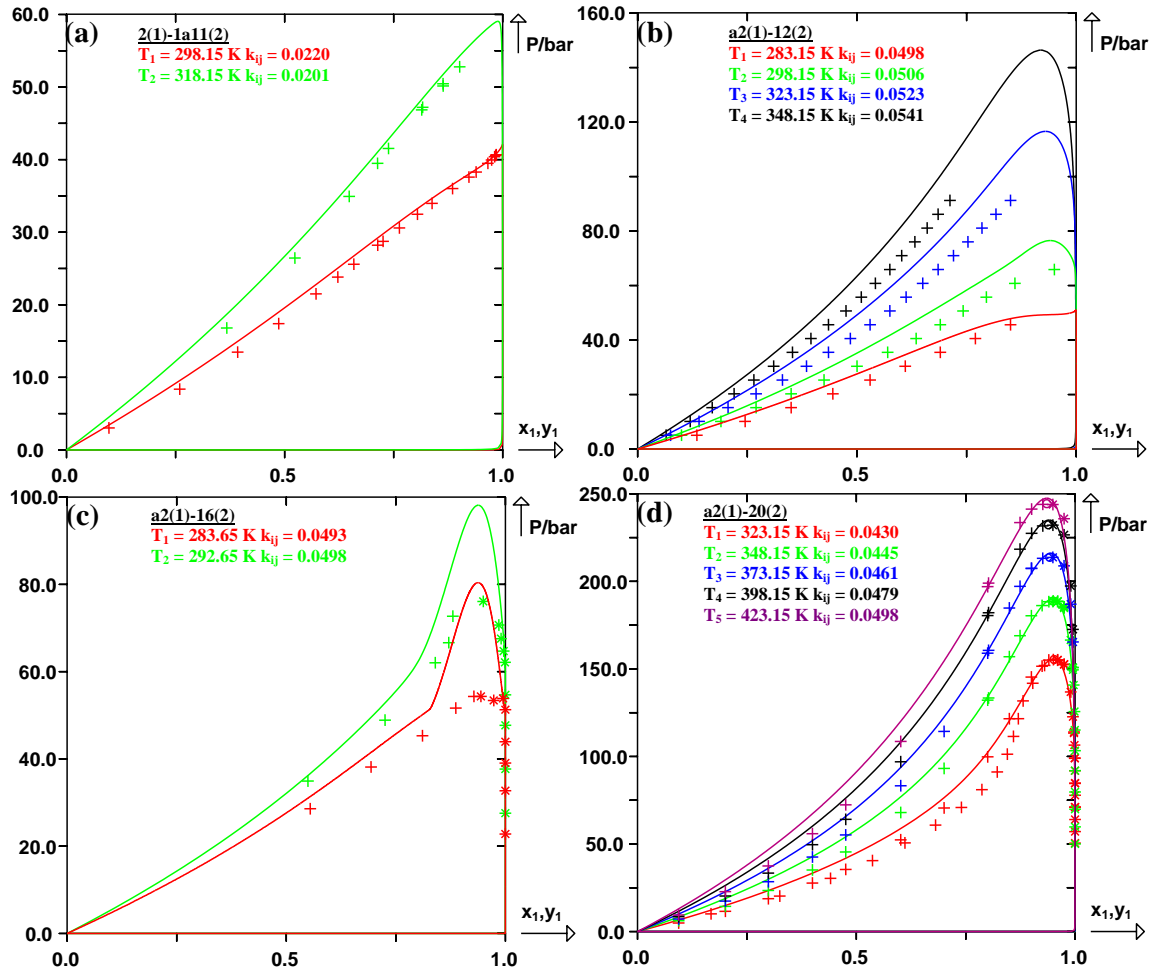 (a)
2(1)-1a11(2)
T1 = 298.15 K kij = 0.0220
T2 = 318.15 K kij = 0.0201
P/bar
60.0
50.0
40.0
30.0
20.0
10.0
0.0
x1,y1
0.0 0.5 1.0
(b)
a2(1)-12(2)
T1 = 283.15 K kij = 0.0498
T2 = 298.15 K kij = 0.0506
T3 = 323.15 K kij = 0.0523
T4 = 348.15 K kij = 0.0541
P/bar
160.0
120.0
80.0
40.0
0.0
x1,y1
0.0 0.5 1.0
(c)
a2(1)-16(2)
T1 = 283.65 K kij = 0.0493
T2 = 292.65 K kij = 0.0498
P/bar
100.0
80.0
60.0
40.0
20.0
0.0
x1,y1
0.0 0.5 1.0
(d)
a2(1)-20(2)
T1 = 323.15 K kij = 0.0430
T2 = 348.15 K kij = 0.0445
T3 = 373.15 K kij = 0.0461
T4 = 398.15 K kij = 0.0479
T5 = 423.15 K kij = 0.0498
P/bar
250.0
200.0
150.0
100.0
50.0
0.0
x1,y1
0.0 0.5 1.0